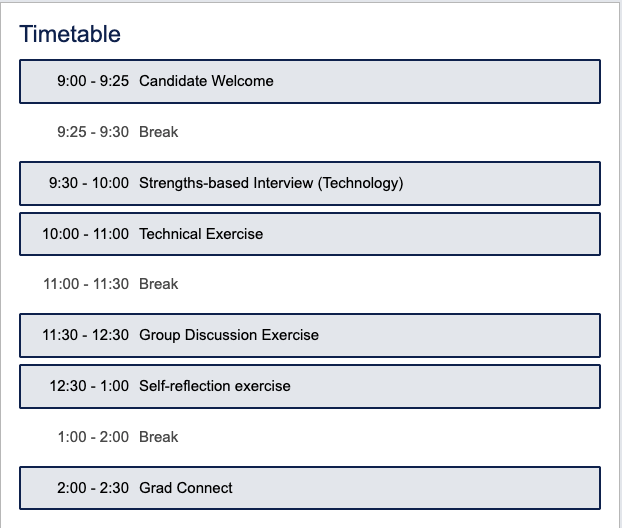 Timetable
9:00 - 9:25 Candidate Welcome
9:25 - 9:30 Break
9:30 - 10:00 Strengths-based Interview (Technology)
10:00 - 11:00 Technical Exercise
11:00 - 11:30 Break
11:30 - 12:30 Group Discussion Exercise
12:30 - 1:00 Self-reflection exercise
1:00 - 2:00 Break
2:00 - 2:30 Grad Connect